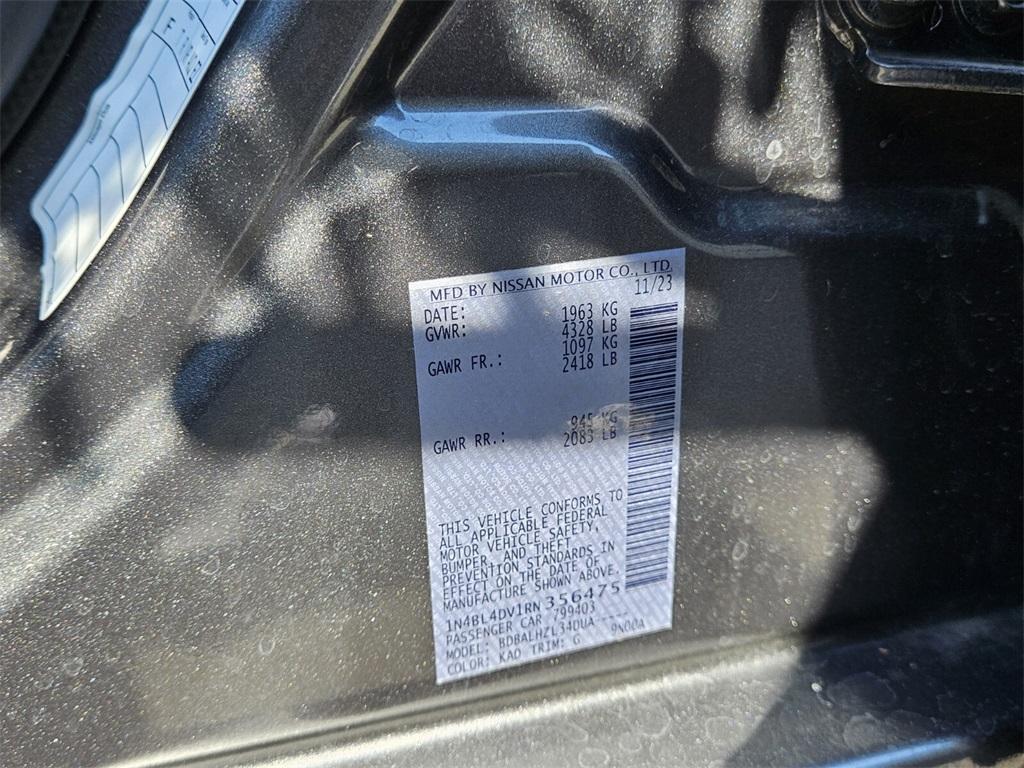 MFD BY NISSAN MOTOR CO., LTD.
DATE: 11/23
GVWR: 1963 KG
4328 LB
GAWR FR.: 1097 KG
2418 LB
GAWR RR.: 945 KG
2083 LB
THIS VEHICLE CONFORMS TO
ALL APPLICABLE FEDERAL
MOTOR VEHICLE SAFETY,
BUMPER, AND THEFT
PREVENTION STANDARDS IN
EFFECT ON THE DATE OF
MANUFACTURE SHOWN ABOVE.
1N4BL4DV1RN356475
PASSENGER CAR 799403
MODEL: BDBALHZL34DUA ----
COLOR: KAD TRIM: G 9N00A